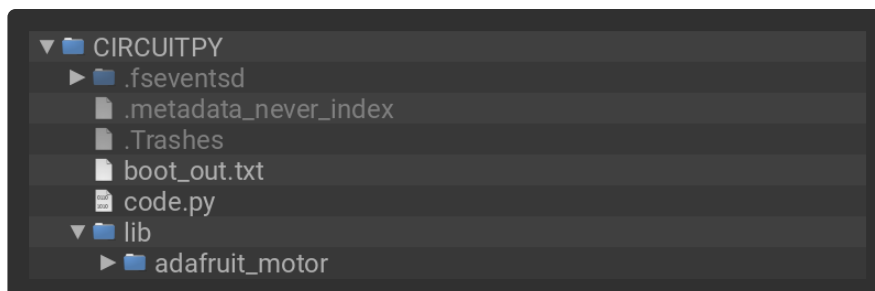 CIRCUITPY
.fseventsd
.metadata_never_index
.Trashes
boot_out.txt
code.py
lib
adafruit_motor